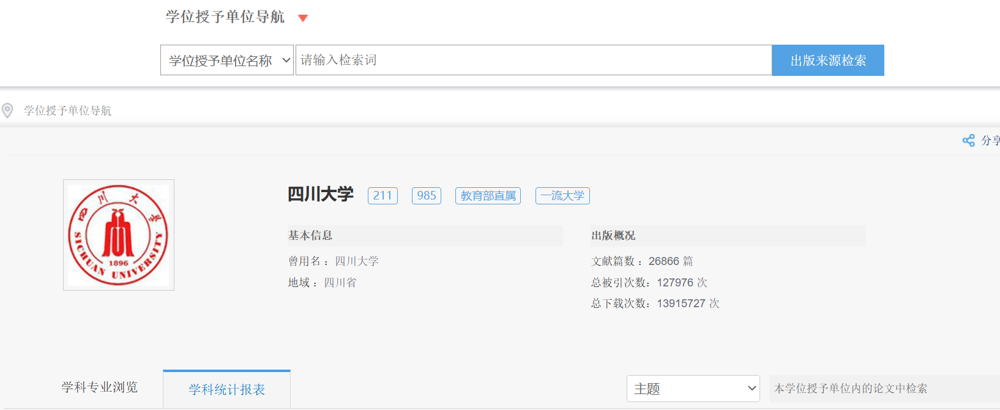 学位授予单位导航
学位授予单位名称 请输入检索词 出版来源检索
学位授予单位导航
分享
四川大学
SICHUAN UNIVERSITY
1896
四川大学 211 985 教育部直属 一流大学
基本信息 出版概况
曾用名： 四川大学 文献篇数： 26866 篇
地域： 四川省 总被引次数： 127976 次
总下载次数： 13915727 次
学科专业浏览 学科统计报表 主题 本学位授予单位内的论文中检索